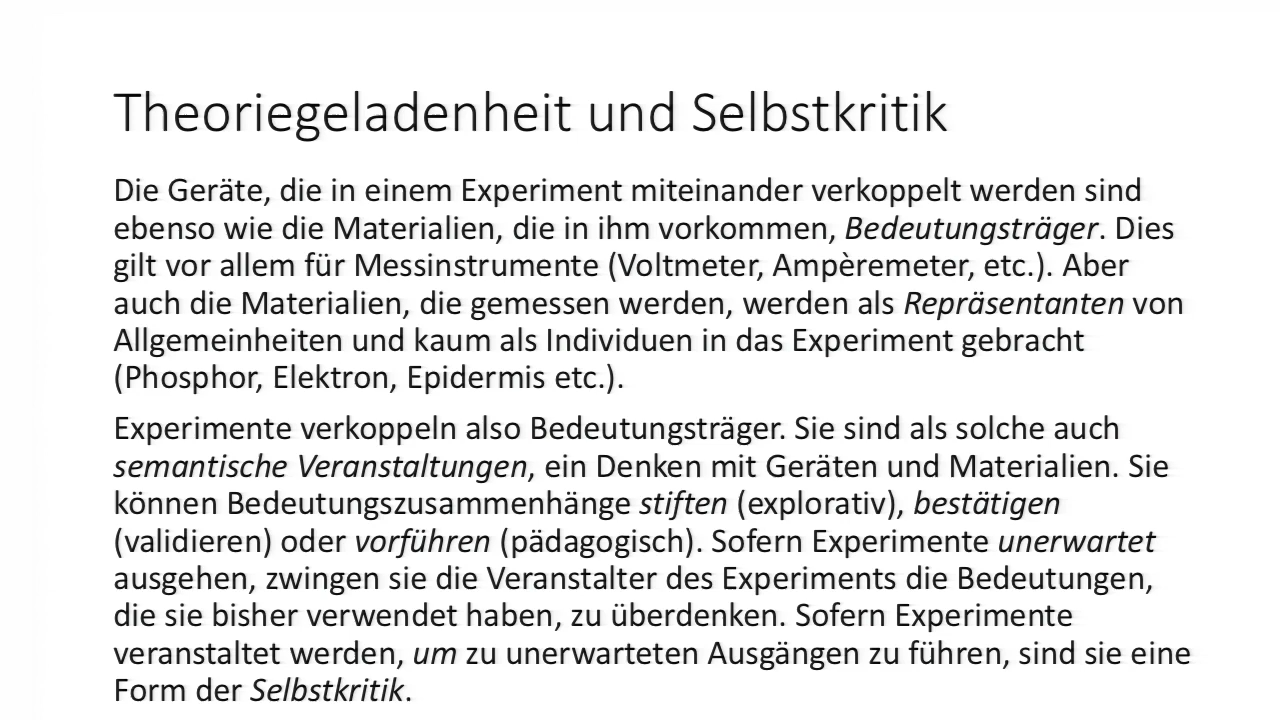 Theoriegeladenheit und Selbstkritik
Die Geräte, die in einem Experiment miteinander verkoppelt werden sind
ebenso wie die Materialien, die in ihm vorkommen, Bedeutungsträger. Dies
gilt vor allem für Messinstrumente (Voltmeter, Ampèremeter, etc.). Aber
auch die Materialien, die gemessen werden, werden als Repräsentanten von
Allgemeinheiten und kaum als Individuen in das Experiment gebracht
(Phosphor, Elektron, Epidermis etc.).
Experimente verkoppeln also Bedeutungsträger. Sie sind als solche auch
semantische Veranstaltungen, ein Denken mit Geräten und Materialien. Sie
können Bedeutungszusammenhänge stiften (explorativ), bestätigen
(validieren) oder vorführen (pädagogisch). Sofern Experimente unerwartet
ausgehen, zwingen sie die Veranstalter des Experiments die Bedeutungen,
die sie bisher verwendet haben, zu überdenken. Sofern Experimente
veranstaltet werden, um zu unerwarteten Ausgängen zu führen, sind sie eine
Form der Selbstkritik.